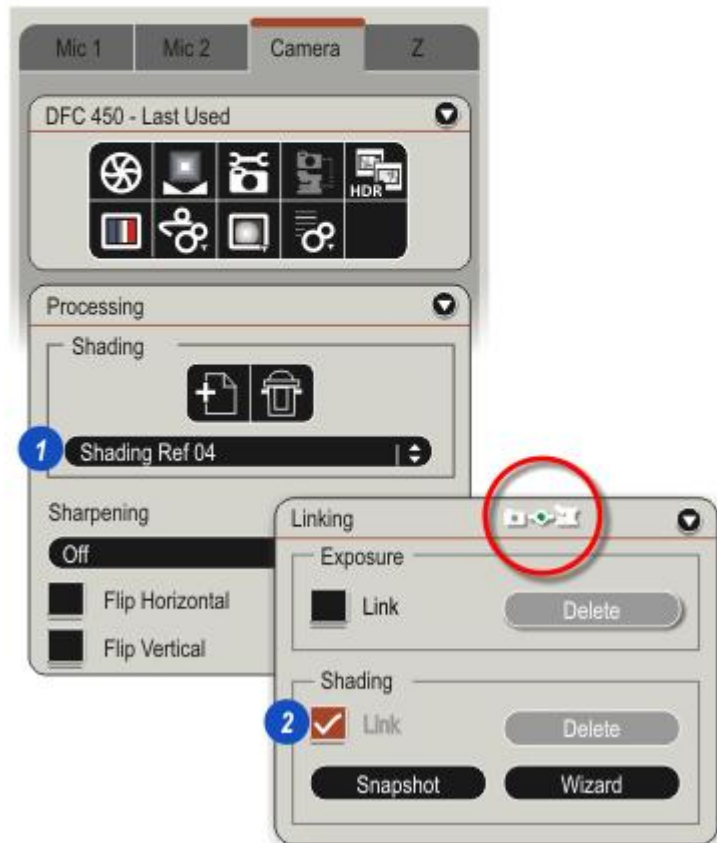 Mic 1 Mic 2 Camera Z
DFC 450 - Last Used
HDR
Processing
Shading
1 Shading Ref 04
Sharpening
Off
Flip Horizontal
Flip Vertical
Linking
Exposure
Link Delete
Shading
2 Link Delete
Snapshot Wizard